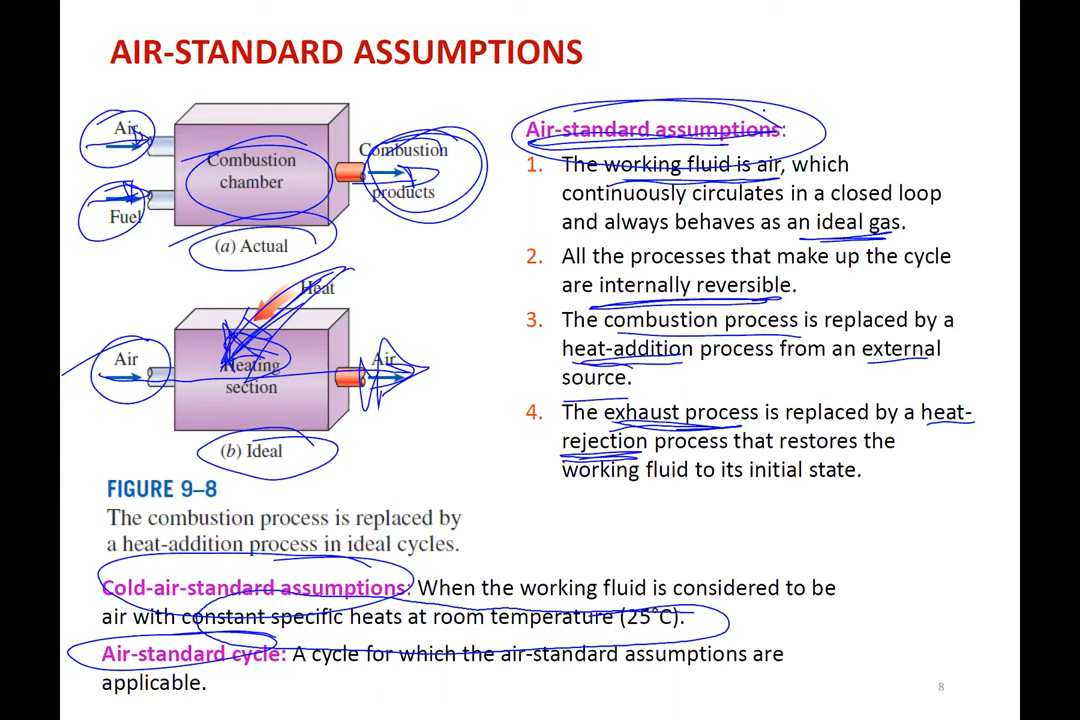 AIR-STANDARD ASSUMPTIONS
Air
Fuel
Combustion
chamber
Combustion
products
(a) Actual
Heat
Air
Heating
section
Air
(b) Ideal
FIGURE 9–8
The combustion process is replaced by
a heat-addition process in ideal cycles.
Air-standard assumptions:
1. The working fluid is air, which
continuously circulates in a closed loop
and always behaves as an ideal gas.
2. All the processes that make up the cycle
are internally reversible.
3. The combustion process is replaced by a
heat-addition process from an external
source.
4. The exhaust process is replaced by a heat-
rejection process that restores the
working fluid to its initial state.
Cold-air-standard assumptions: When the working fluid is considered to be
air with constant specific heats at room temperature (25°C).
Air-standard cycle: A cycle for which the air-standard assumptions are
applicable.
8